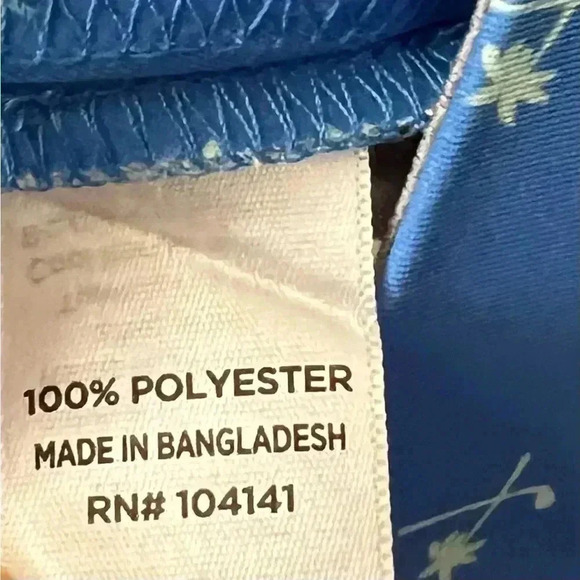 100% POLYESTER
MADE IN BANGLADESH
RN# 104141